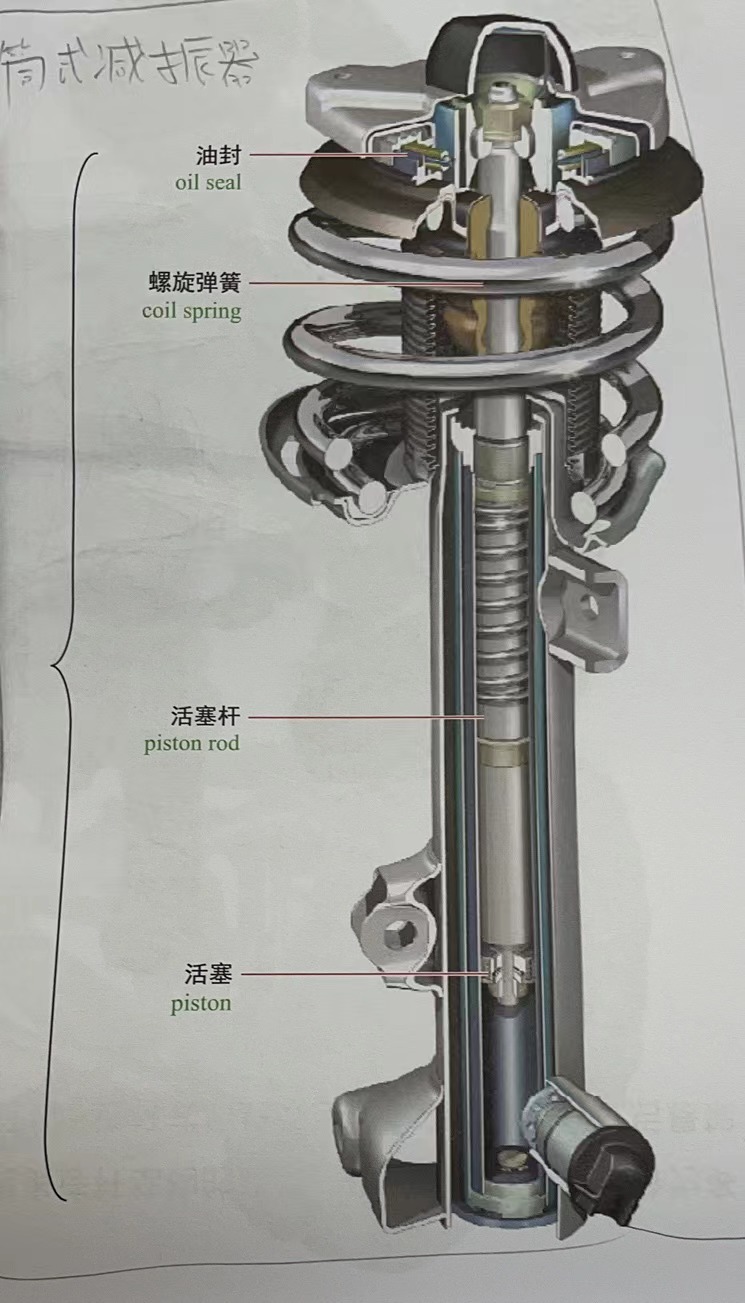 筒式减振器
油封
oil seal
螺旋弹簧
coil spring
活塞杆
piston rod
活塞
piston